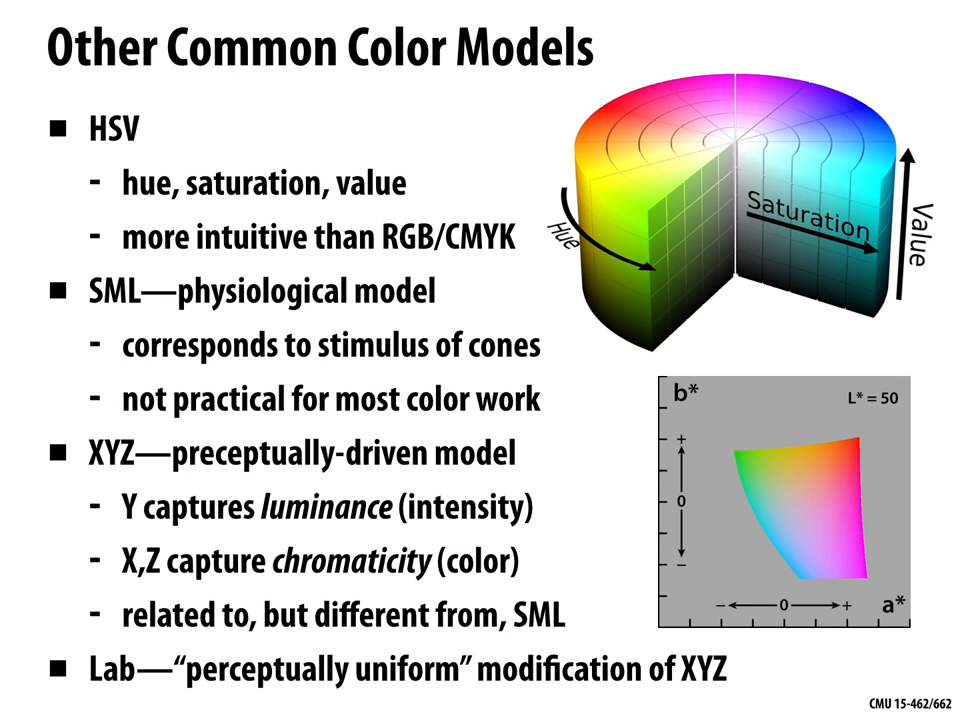 Other Common Color Models
■ HSV
- hue, saturation, value
- more intuitive than RGB/CMYK
■ SML—physiological model
- corresponds to stimulus of cones
- not practical for most color work
■ XYZ—preceptually-driven model
- Y captures luminance (intensity)
- X,Z capture chromaticity (color)
- related to, but different from, SML
■ Lab—“perceptually uniform” modification of XYZ
Hue
Saturation
Value
b*
L* = 50
+
0
–
– 0 +
a*
CMU 15-462/662